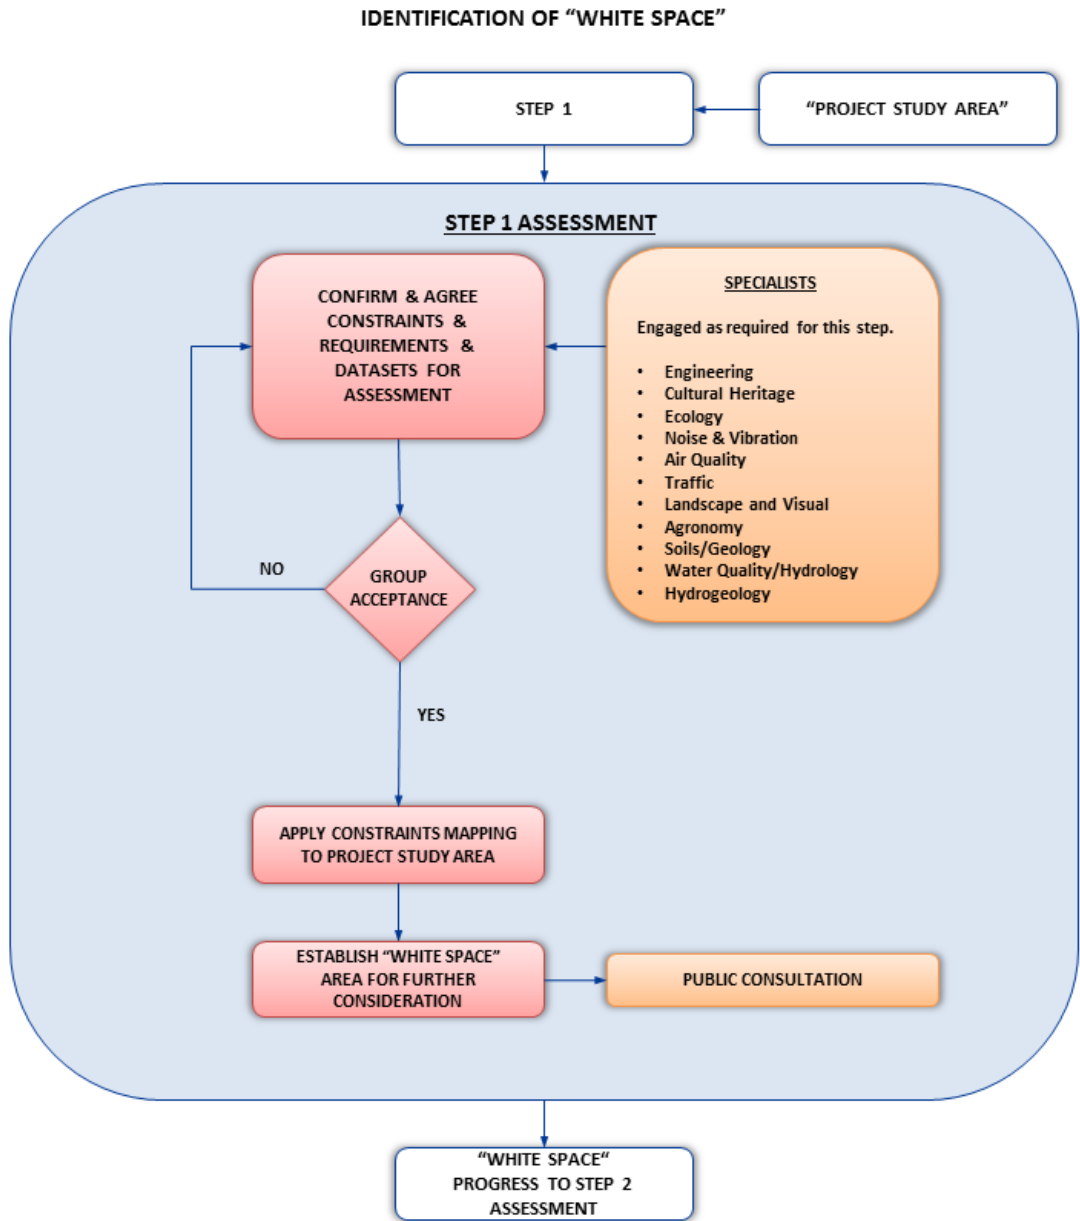 IDENTIFICATION OF “WHITE SPACE”
STEP 1
“PROJECT STUDY AREA”
STEP 1 ASSESSMENT
CONFIRM & AGREE
CONSTRAINTS &
REQUIREMENTS &
DATASETS FOR
ASSESSMENT
SPECIALISTS
Engaged as required for this step.
• Engineering
• Cultural Heritage
• Ecology
• Noise & Vibration
• Air Quality
• Traffic
• Landscape and Visual
• Agronomy
• Soils/Geology
• Water Quality/Hydrology
• Hydrogeology
NO
GROUP
ACCEPTANCE
YES
APPLY CONSTRAINTS MAPPING
TO PROJECT STUDY AREA
ESTABLISH “WHITE SPACE”
AREA FOR FURTHER
CONSIDERATION
PUBLIC CONSULTATION
“WHITE SPACE“
PROGRESS TO STEP 2
ASSESSMENT